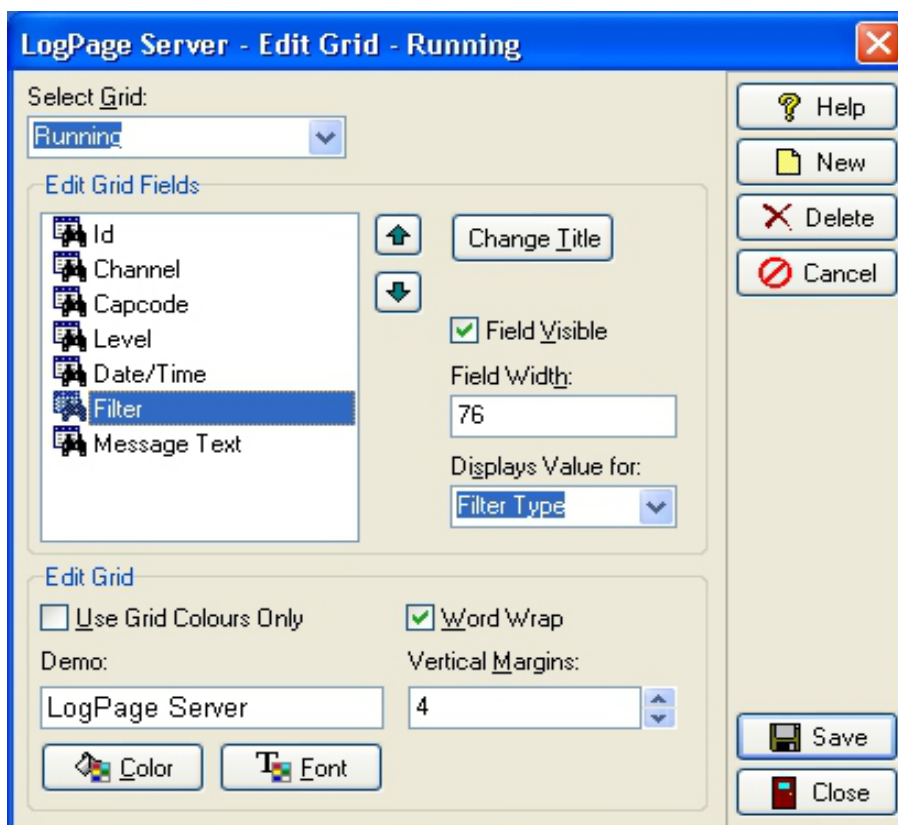 LogPage Server - Edit Grid - Running
Select Grid:
Running
Edit Grid Fields
Id
Channel
Capcode
Level
Date/Time
Filter
Message Text
Change Title
Field Visible
Field Width:
76
Displays Value for:
Filter Type
Edit Grid
Use Grid Colours Only
Word Wrap
Demo:
Vertical Margins:
LogPage Server
4
Color
Font
Help
New
Delete
Cancel
Save
Close